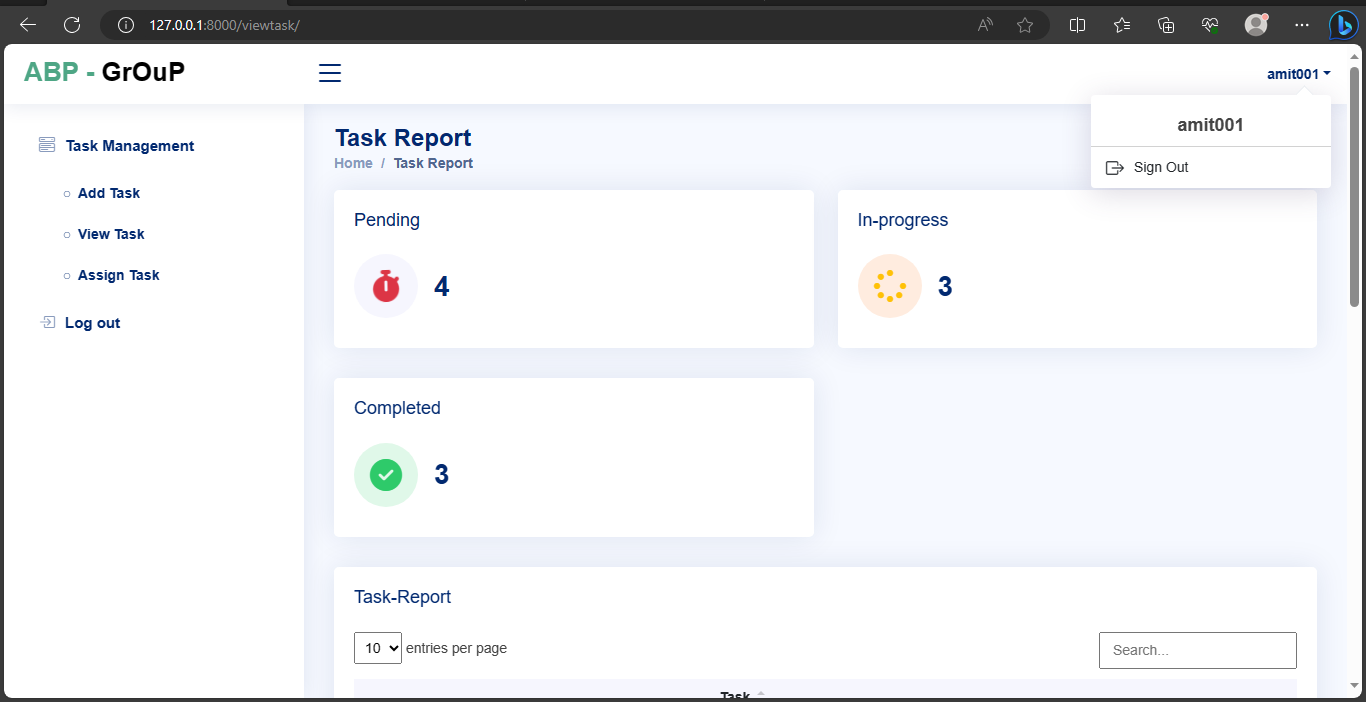 127.0.0.1:8000/viewtask/
ABP - GrOuP
amit001
amit001
Sign Out
Task Management
Add Task
View Task
Assign Task
Log out
Task Report
Home / Task Report
Pending
4
In-progress
3
Completed
3
Task-Report
10 entries per page
Search...
Task